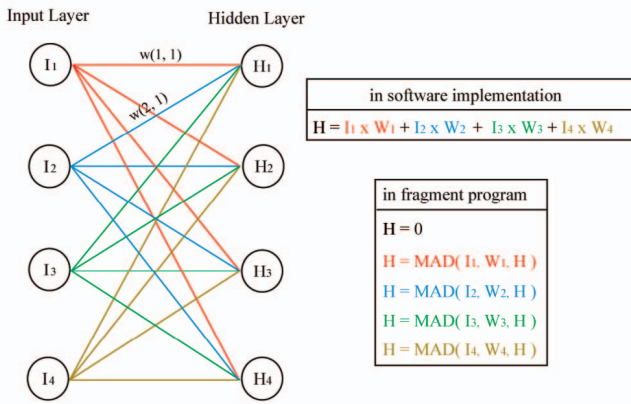 Input Layer
Hidden Layer
I1
w(1, 1)
H1
w(2, 1)
I2
H2
I3
H3
I4
H4
in software implementation
H = I1 x W1 + I2 x W2 + I3 x W3 + I4 x W4
in fragment program
H = 0
H = MAD( I1, W1, H )
H = MAD( I2, W2, H )
H = MAD( I3, W3, H )
H = MAD( I4, W4, H )